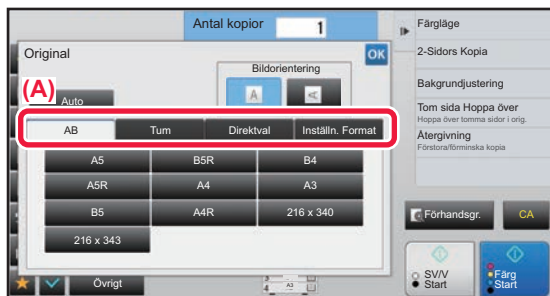 Antal kopior
1
Original
OK
Bildorientering
A
A
(A)
Auto
AB
Tum
Direktval
Inställn. Format
A5
B5R
B4
A5R
A4
A3
B5
A4R
216 x 340
216 x 343
Övrigt
3
4
A3
Färgläge
2-Sidors Kopia
Bakgrundjustering
Tom sida Hoppa över
Hoppa över tomma sidor i orig.
Återgivning
Förstora/förminska kopia
Förhandsgr.
CA
SV/V
Start
Färg
Start